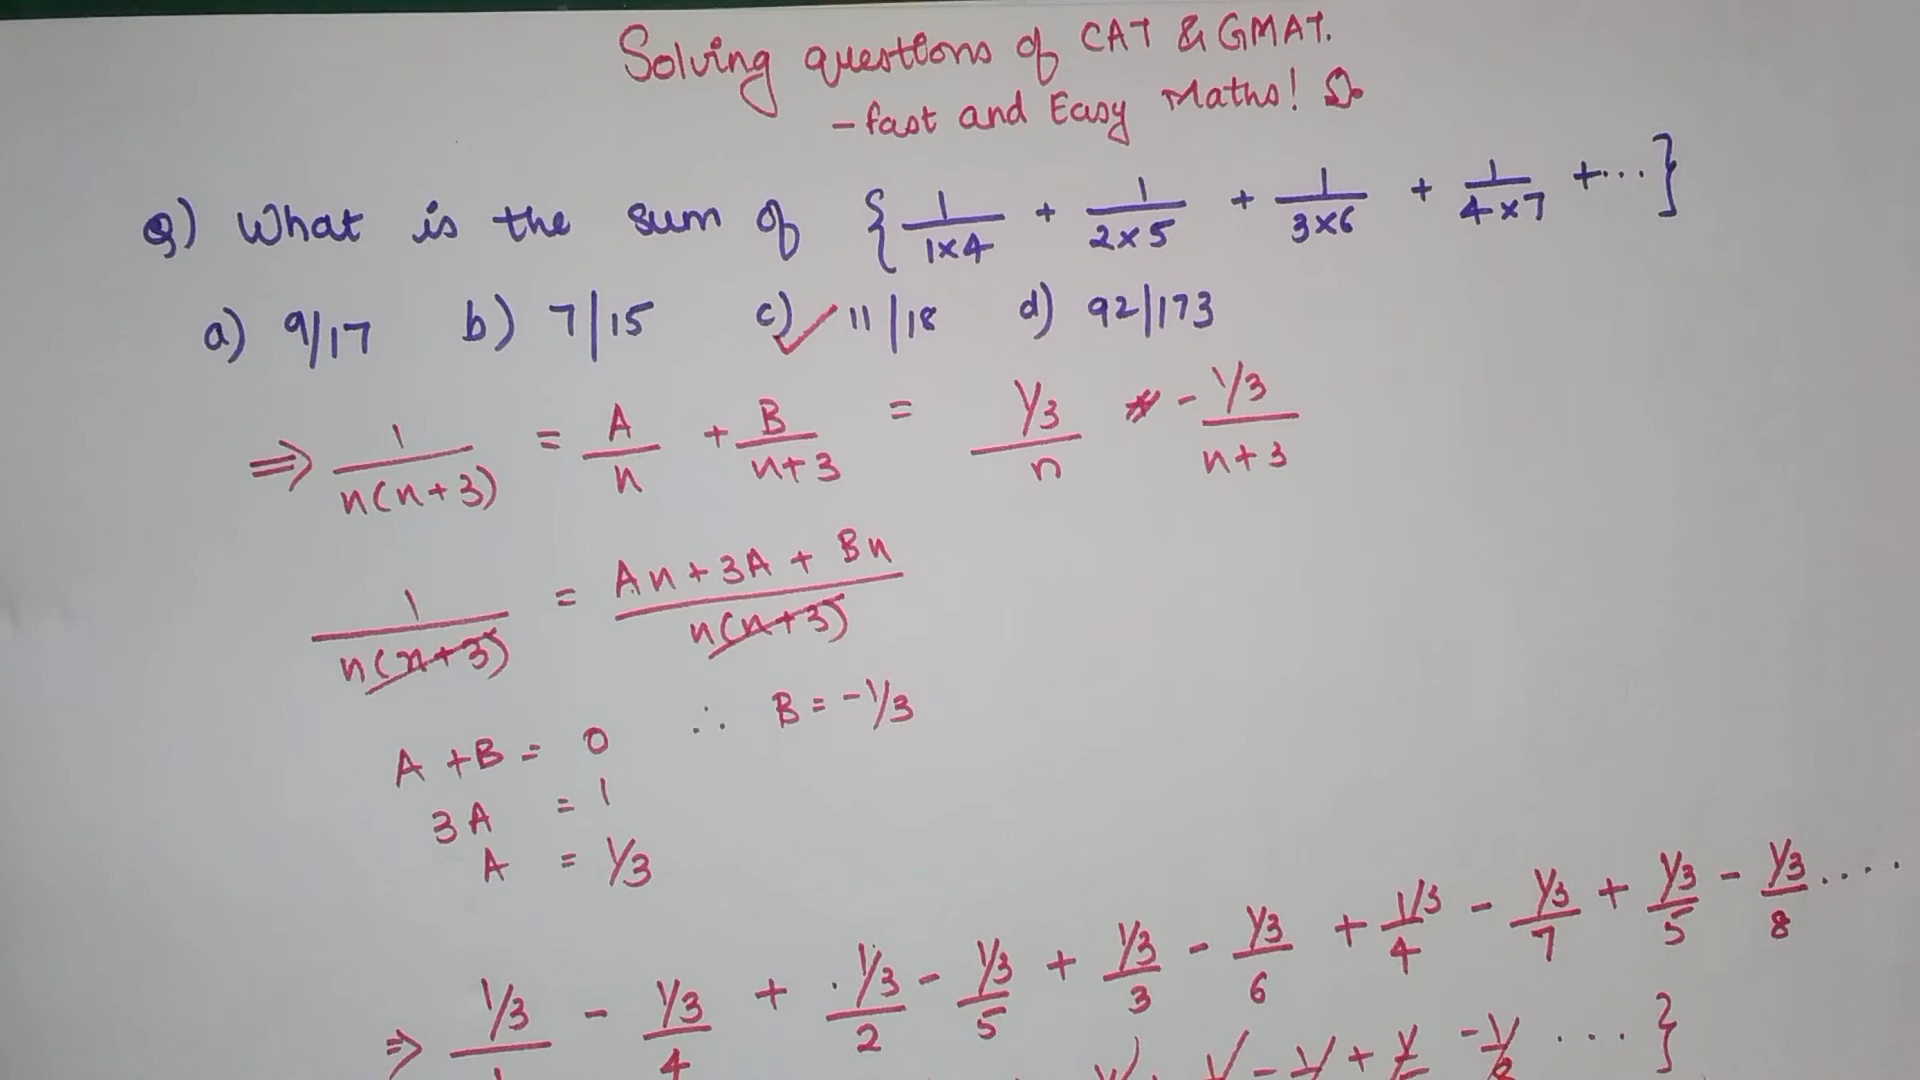 Solving questions of CAT & GMAT.
- fast and Easy Maths!
Q) What is the sum of { 1/1×4 + 1/2×5 + 1/3×6 + 1/4×7 +... }
a) 9/17 b) 7/15 c) ✓ 11/18 d) 92/173
⇒ 1/n(n+3) = A/n + B/n+3 = 1/3/n - 1/3/n+3
1/n(n+3) = An+3A+Bn/n(n+3)
A+B = 0 ∴ B = -1/3
3A = 1
A = 1/3
⇒ 1/3/1 - 1/3/4 + 1/3/2 - 1/3/5 + 1/3/3 - 1/3/6 + 1/3/4 - 1/3/7 + 1/3/5 - 1/3/8 ....